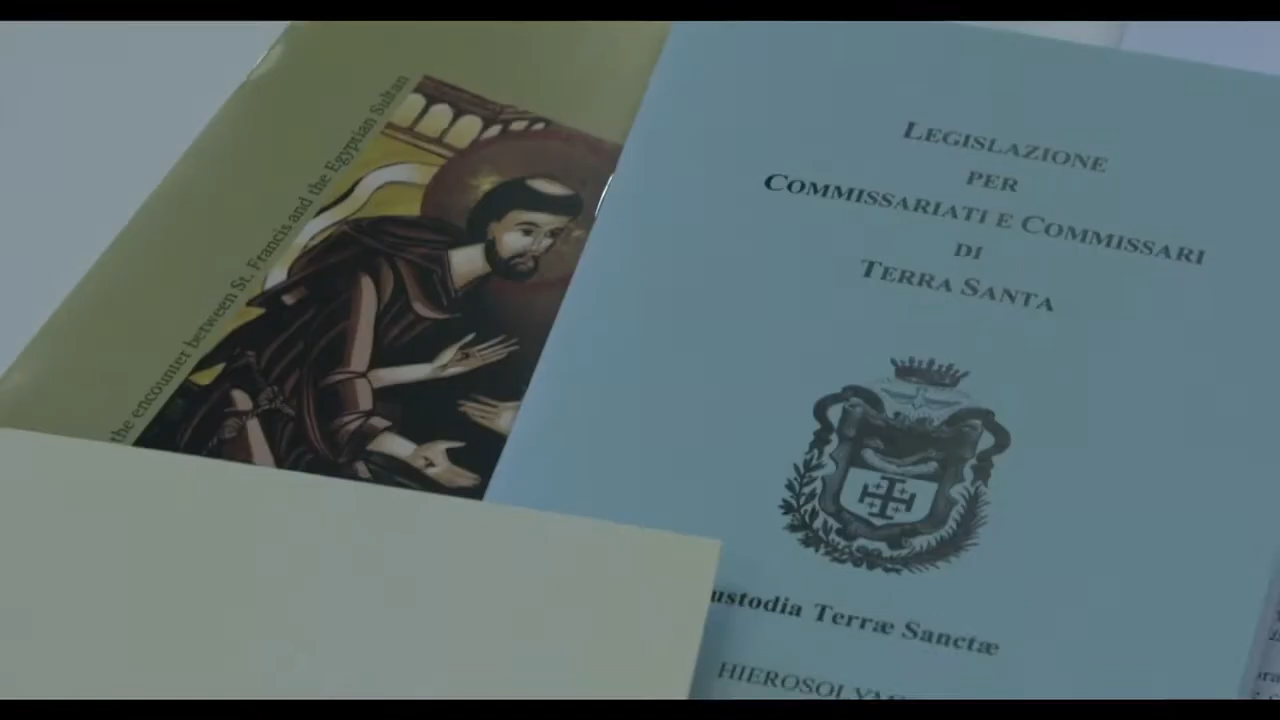 the encounter between St. Francis and the Egyptian Sultan
LEGISLAZIONE
PER
COMMISSARIATI E COMMISSARI
DI
TERRA SANTA
ustodia Terræ Sanctæ